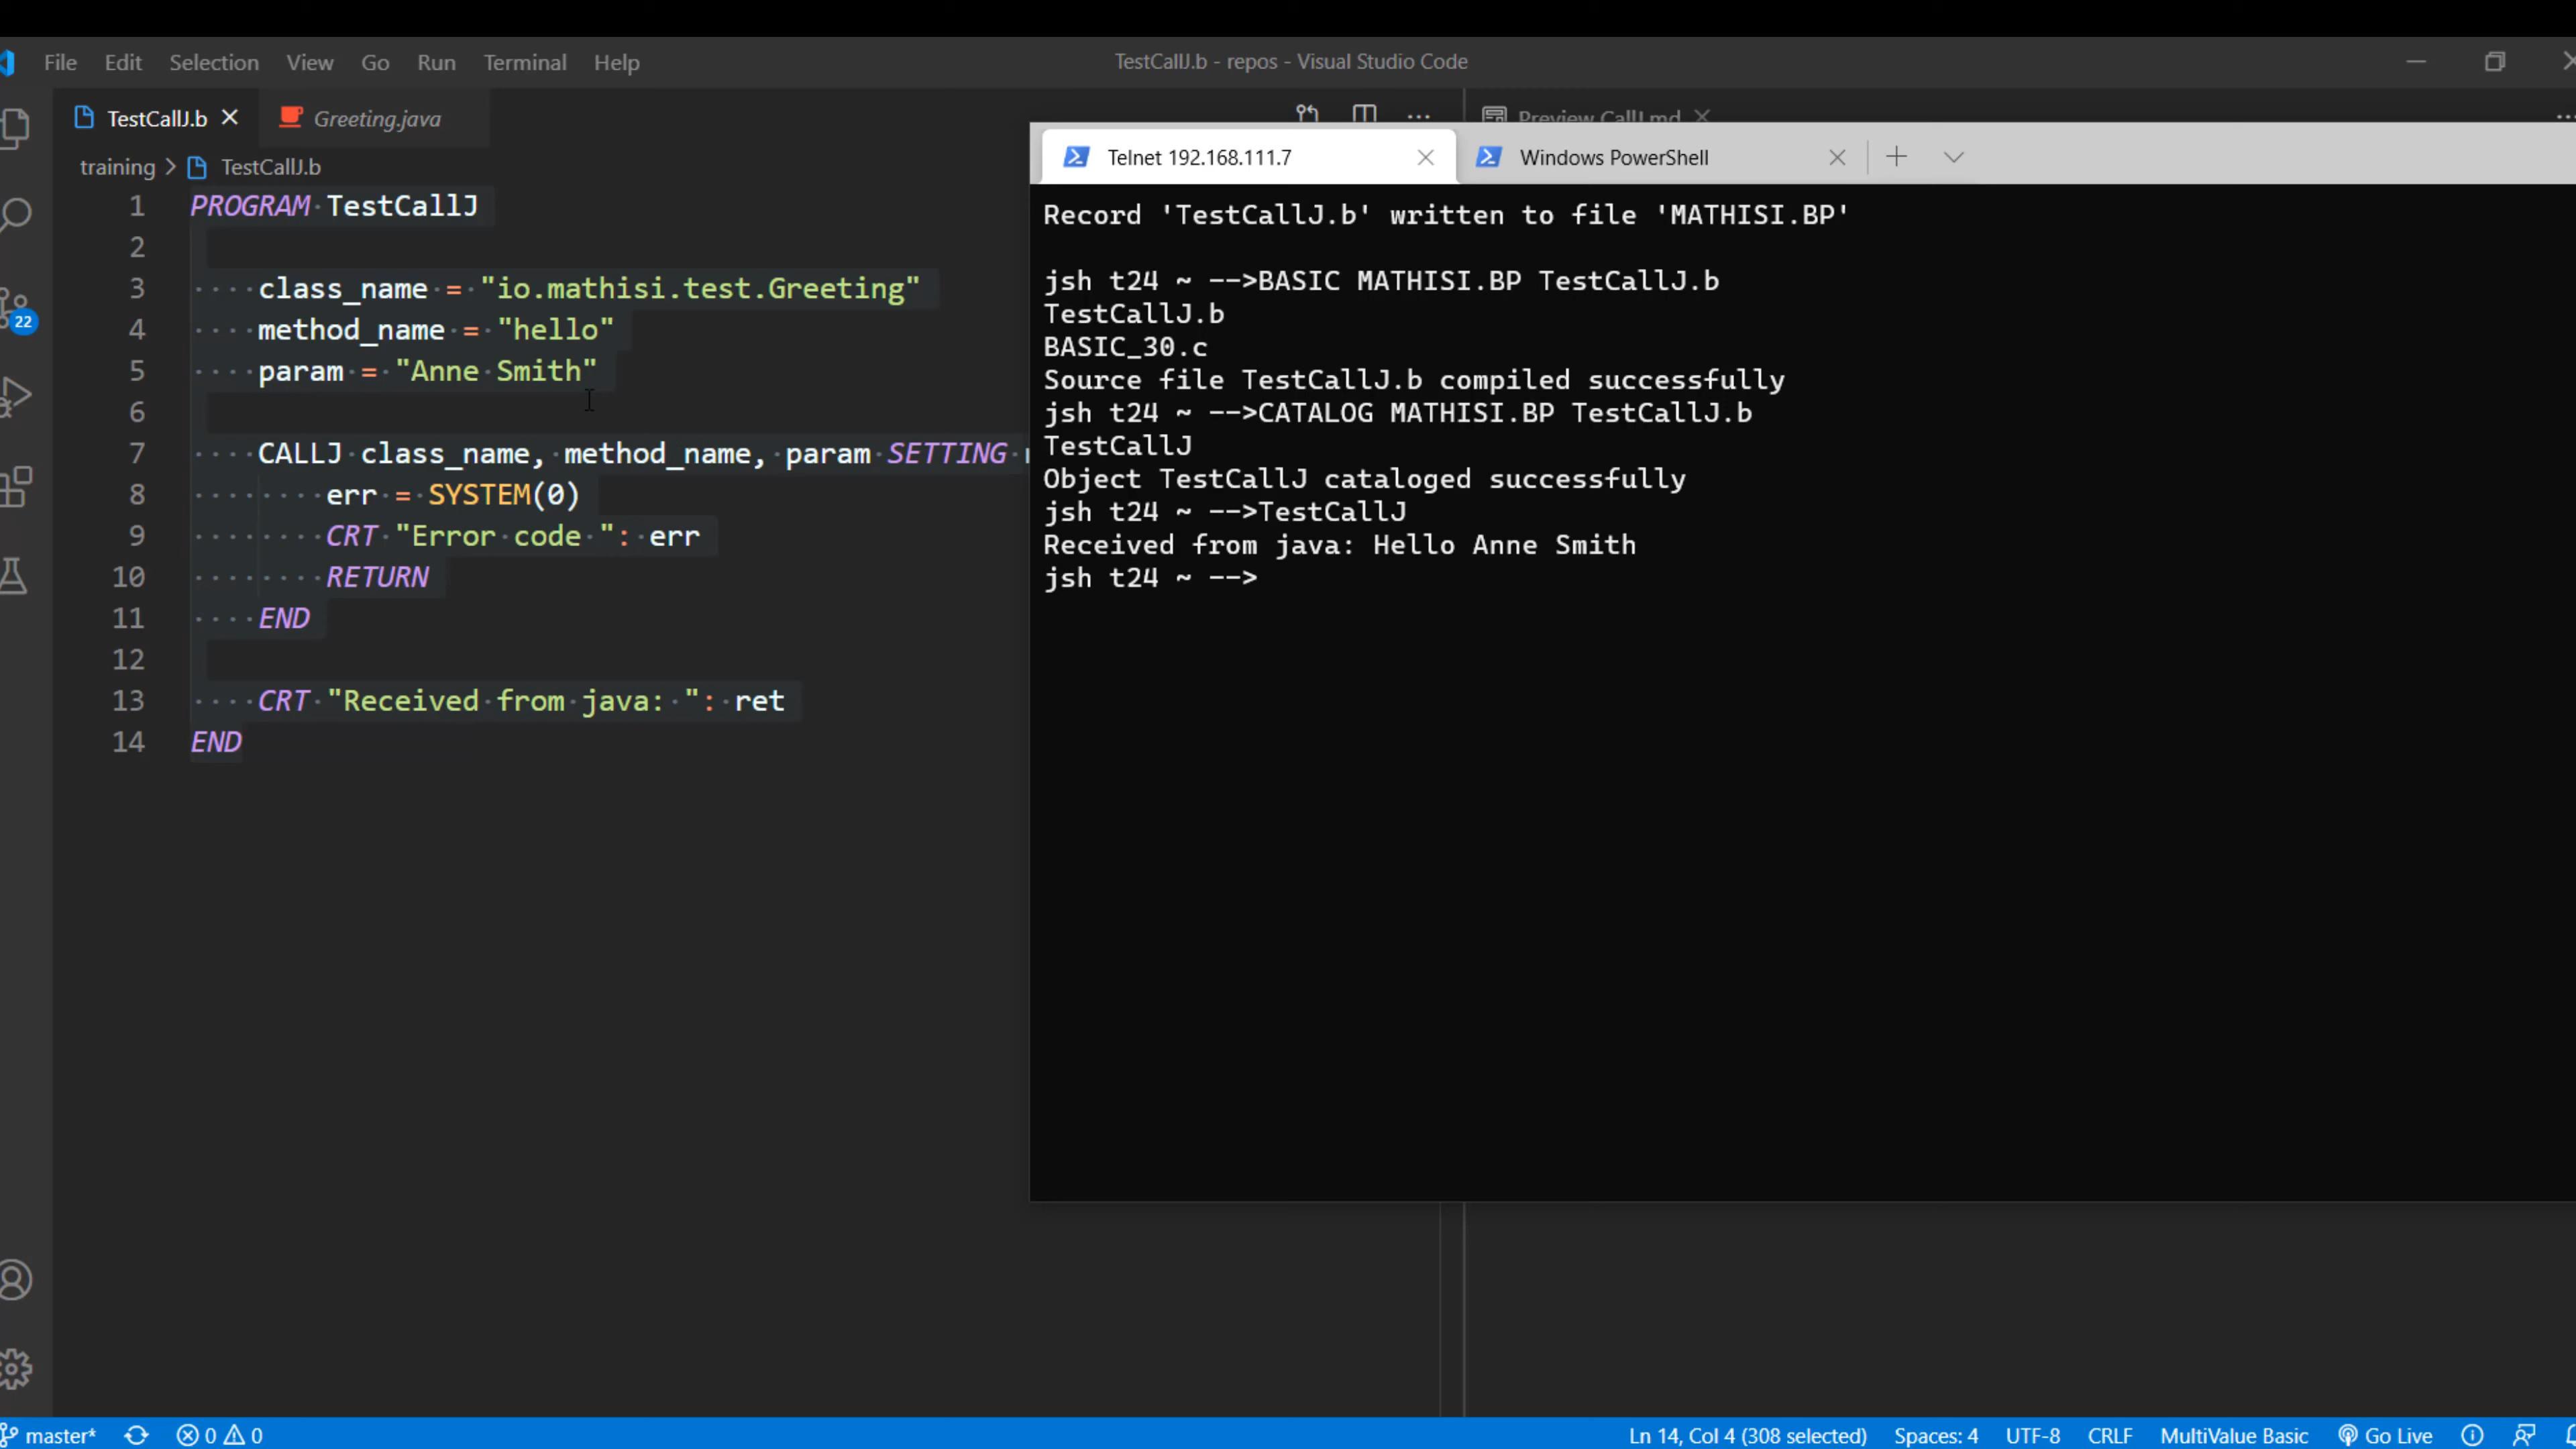 File Edit Selection View Go Run Terminal Help TestCallJ.b - repos - Visual Studio Code
TestCallJ.b Greeting.java
Preview CallJ.md
training > TestCallJ.b
22
1 PROGRAM TestCallJ
2
3 class_name = "io.mathisi.test.Greeting"
4 method_name = "hello"
5 param = "Anne Smith"
6
7 CALLJ class_name, method_name, param SETTING
8 err = SYSTEM(0)
9 CRT "Error code ": err
10 RETURN
11 END
12
13 CRT "Received from java: ": ret
14 END
Telnet 192.168.111.7 Windows PowerShell
Record 'TestCallJ.b' written to file 'MATHISI.BP'
jsh t24 ~ -->BASIC MATHISI.BP TestCallJ.b
TestCallJ.b
BASIC_30.c
Source file TestCallJ.b compiled successfully
jsh t24 ~ -->CATALOG MATHISI.BP TestCallJ.b
TestCallJ
Object TestCallJ cataloged successfully
jsh t24 ~ -->TestCallJ
Received from java: Hello Anne Smith
jsh t24 ~ -->
master* 0 0 Ln 14, Col 4 (308 selected) Spaces: 4 UTF-8 CRLF MultiValue Basic Go Live